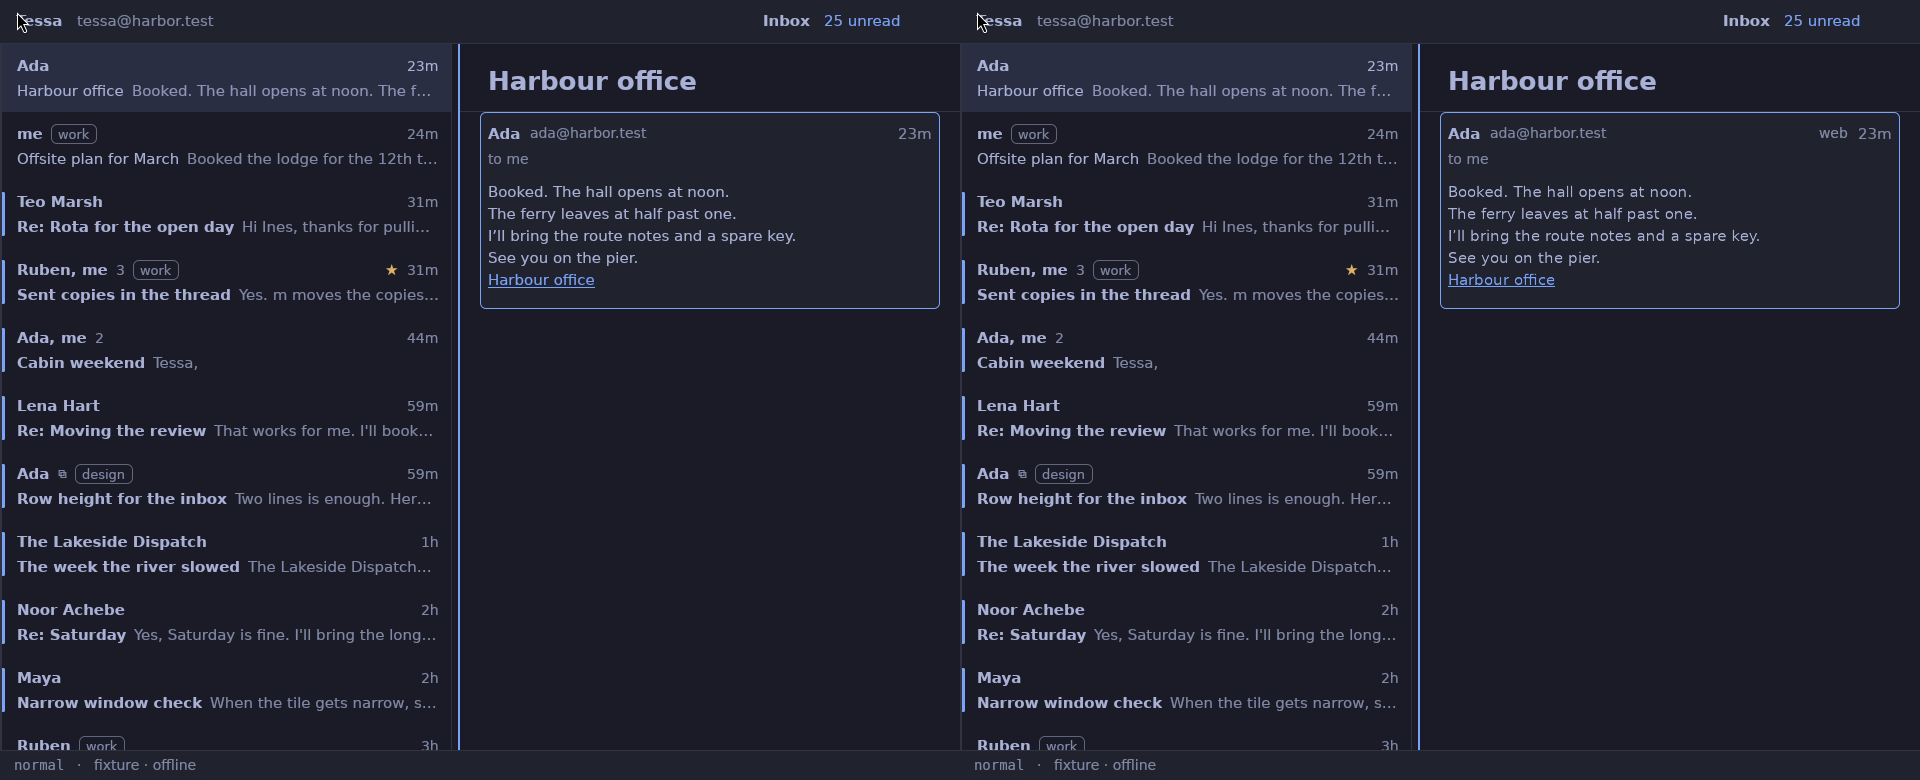 essa tessa@harbor.test Inbox 25 unread
Ada 23m
Harbour office Booked. The hall opens at noon. The f…
me work 24m
Offsite plan for March Booked the lodge for the 12th t…
Teo Marsh 31m
Re: Rota for the open day Hi Ines, thanks for pulli…
Ruben, me 3 work ★ 31m
Sent copies in the thread Yes. m moves the copies…
Ada, me 2 44m
Cabin weekend Tessa,
Lena Hart 59m
Re: Moving the review That works for me. I'll book…
Ada ⧉ design 59m
Row height for the inbox Two lines is enough. Her…
The Lakeside Dispatch 1h
The week the river slowed The Lakeside Dispatch…
Noor Achebe 2h
Re: Saturday Yes, Saturday is fine. I'll bring the long…
Maya 2h
Narrow window check When the tile gets narrow, s…
Ruben work 3h
Harbour office
Ada ada@harbor.test 23m
to me
Booked. The hall opens at noon.
The ferry leaves at half past one.
I’ll bring the route notes and a spare key.
See you on the pier.
Harbour office
normal · fixture · offline
essa tessa@harbor.test Inbox 25 unread
Ada 23m
Harbour office Booked. The hall opens at noon. The f…
me work 24m
Offsite plan for March Booked the lodge for the 12th t…
Teo Marsh 31m
Re: Rota for the open day Hi Ines, thanks for pulli…
Ruben, me 3 work ★ 31m
Sent copies in the thread Yes. m moves the copies…
Ada, me 2 44m
Cabin weekend Tessa,
Lena Hart 59m
Re: Moving the review That works for me. I'll book…
Ada ⧉ design 59m
Row height for the inbox Two lines is enough. Her…
The Lakeside Dispatch 1h
The week the river slowed The Lakeside Dispatch…
Noor Achebe 2h
Re: Saturday Yes, Saturday is fine. I'll bring the long…
Maya 2h
Narrow window check When the tile gets narrow, s…
Ruben work 3h
Harbour office
Ada ada@harbor.test web 23m
to me
Booked. The hall opens at noon.
The ferry leaves at half past one.
I’ll bring the route notes and a spare key.
See you on the pier.
Harbour office
normal · fixture · offline